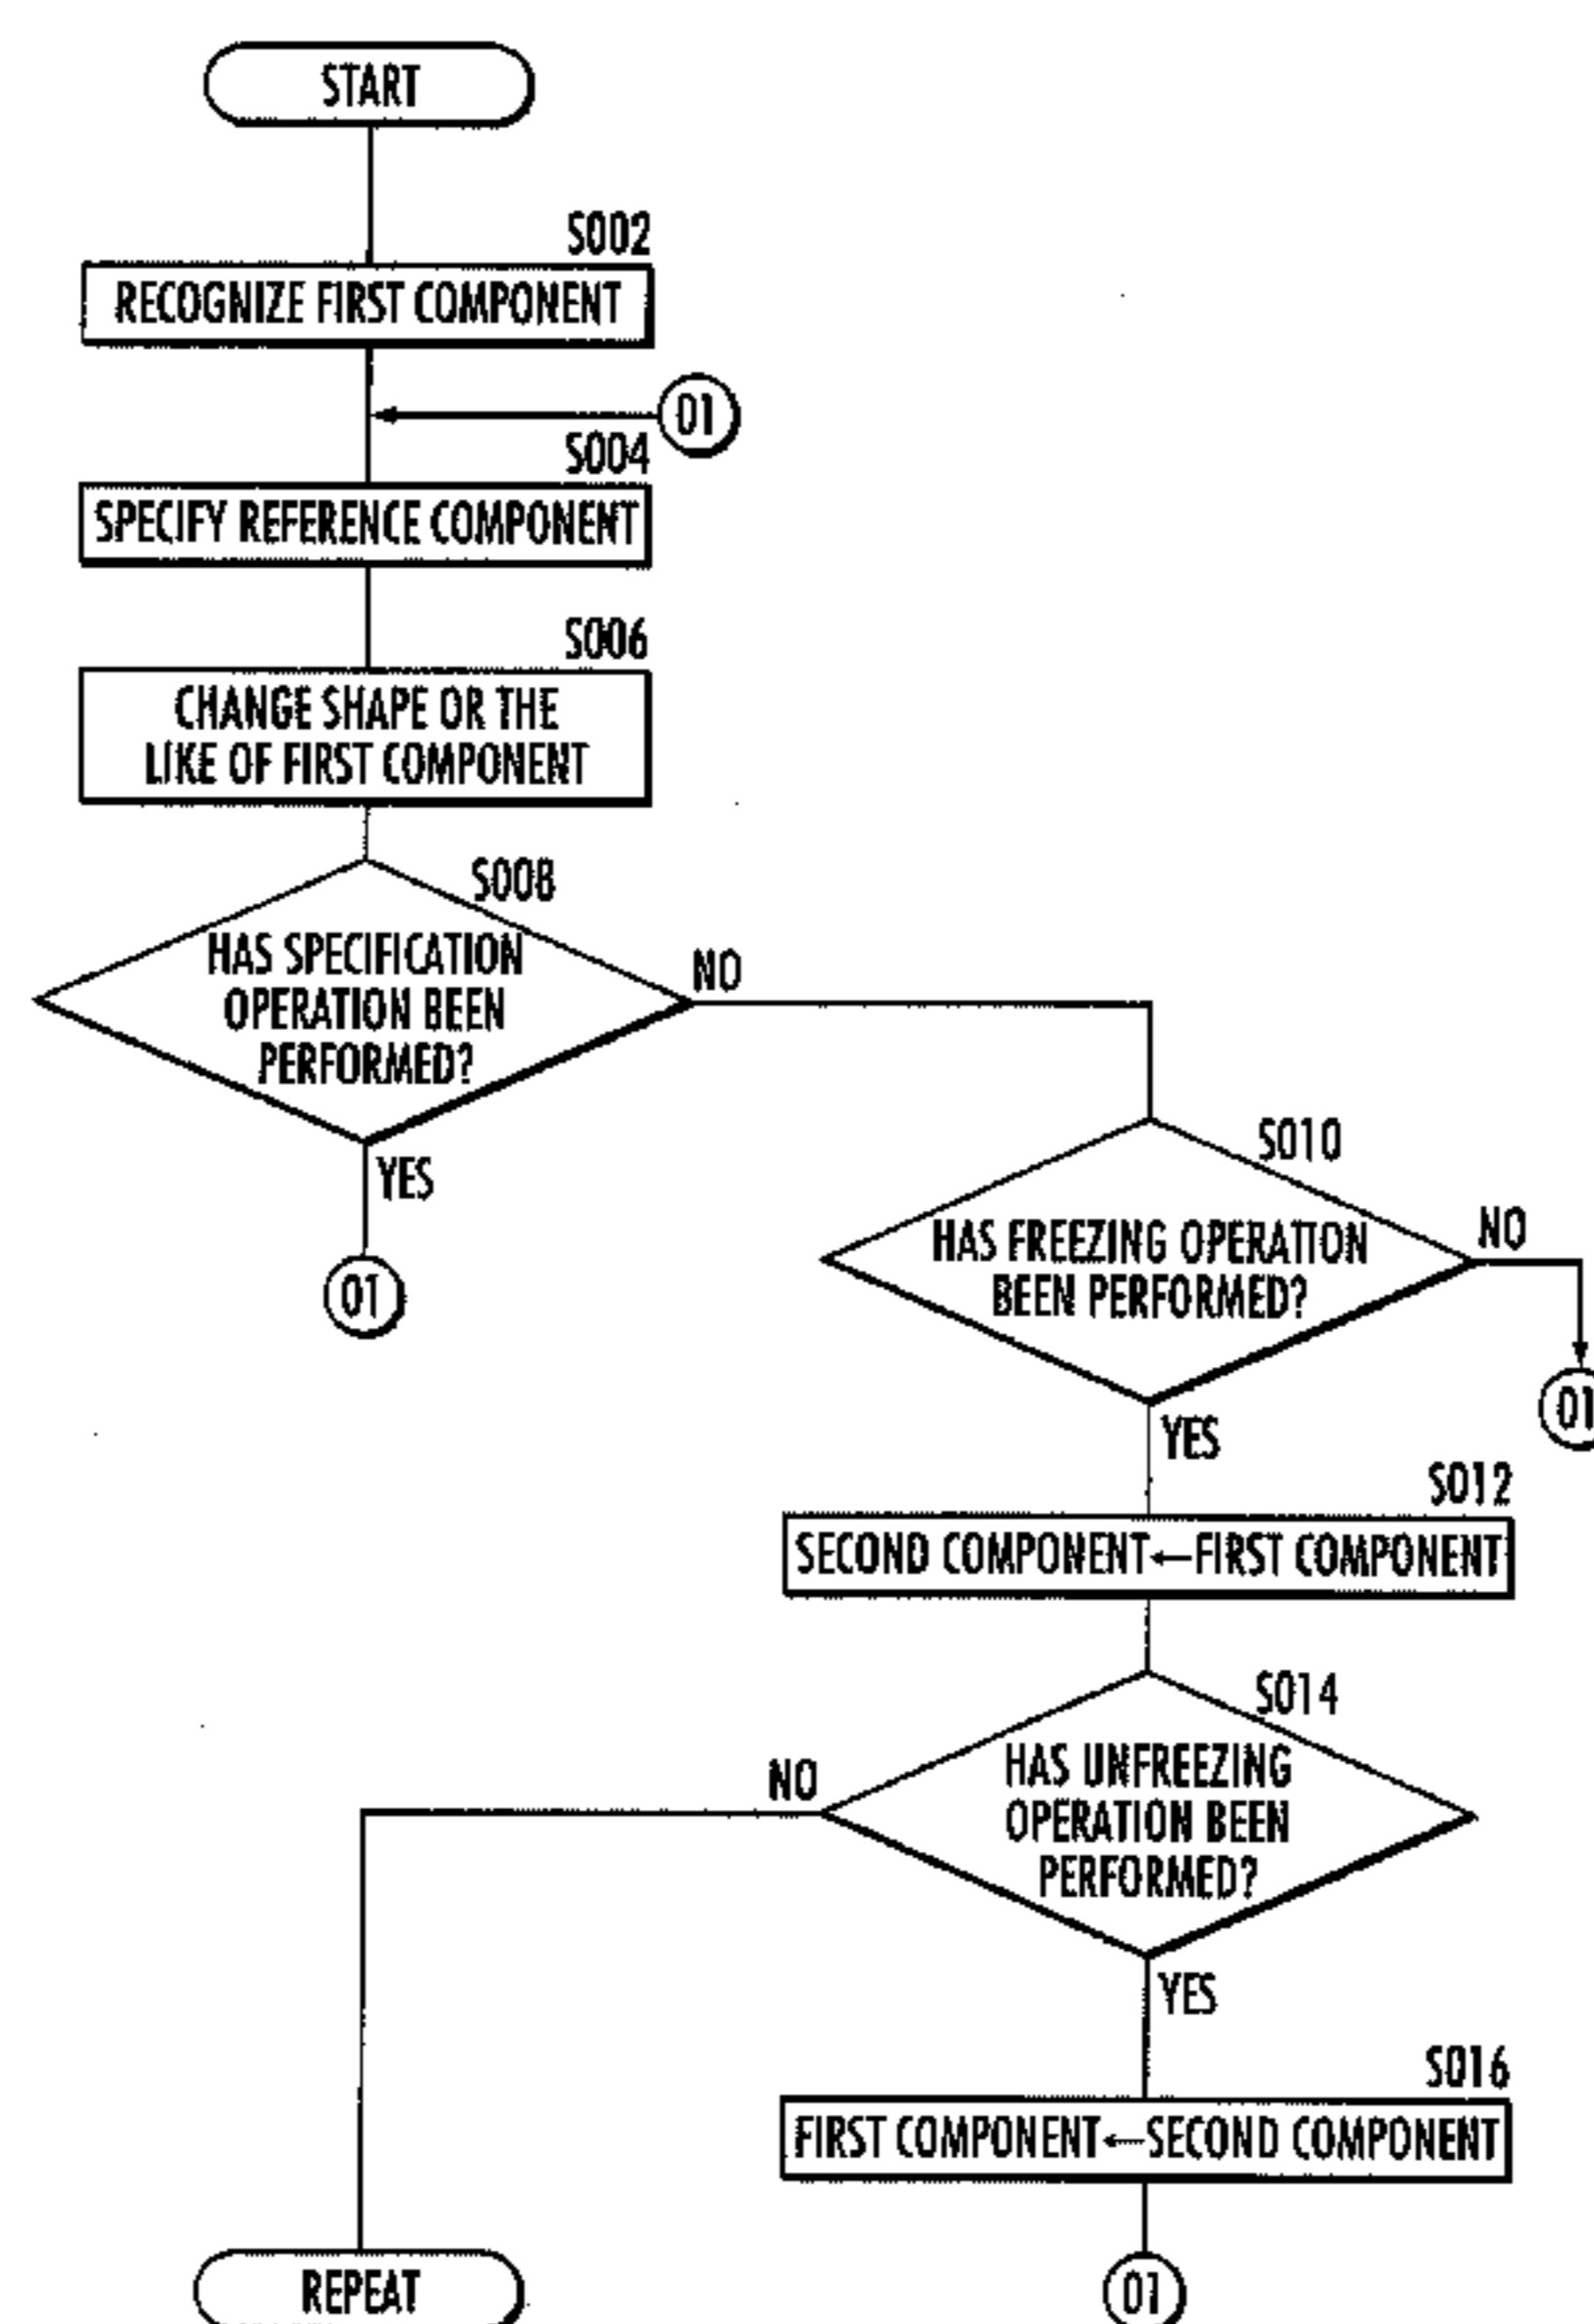 START
S002
RECOGNIZE FIRST COMPONENT
01
S004
SPECIFY REFERENCE COMPONENT
S006
CHANGE SHAPE OR THE
LIKE OF FIRST COMPONENT
S008
HAS SPECIFICATION
OPERATION BEEN
PERFORMED?
NO
YES
01
S010
HAS FREEZING OPERATION
BEEN PERFORMED?
NO
01
YES
S012
SECOND COMPONENT←FIRST COMPONENT
S014
HAS UNFREEZING
OPERATION BEEN
PERFORMED?
NO
YES
S016
FIRST COMPONENT←SECOND COMPONENT
REPEAT
01